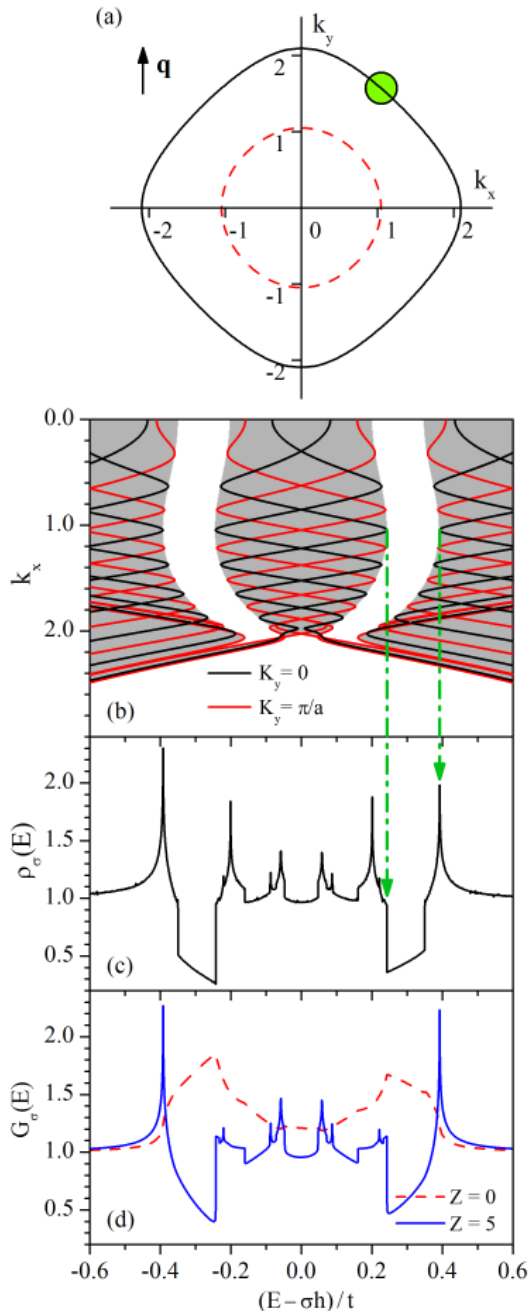 (a)
k_y
q
2
1
k_x
-2 -1 0 1 2
-1
-2
0.0
1.0
k_x
2.0
K_y = 0
(b)
K_y = π/a
2.0
1.5
ρ_σ(E)
1.0
0.5
(c)
2.0
1.5
G_σ(E)
1.0
0.5
Z = 0
(d)
Z = 5
-0.6 -0.4 -0.2 0.0 0.2 0.4 0.6
(E − σh) / t